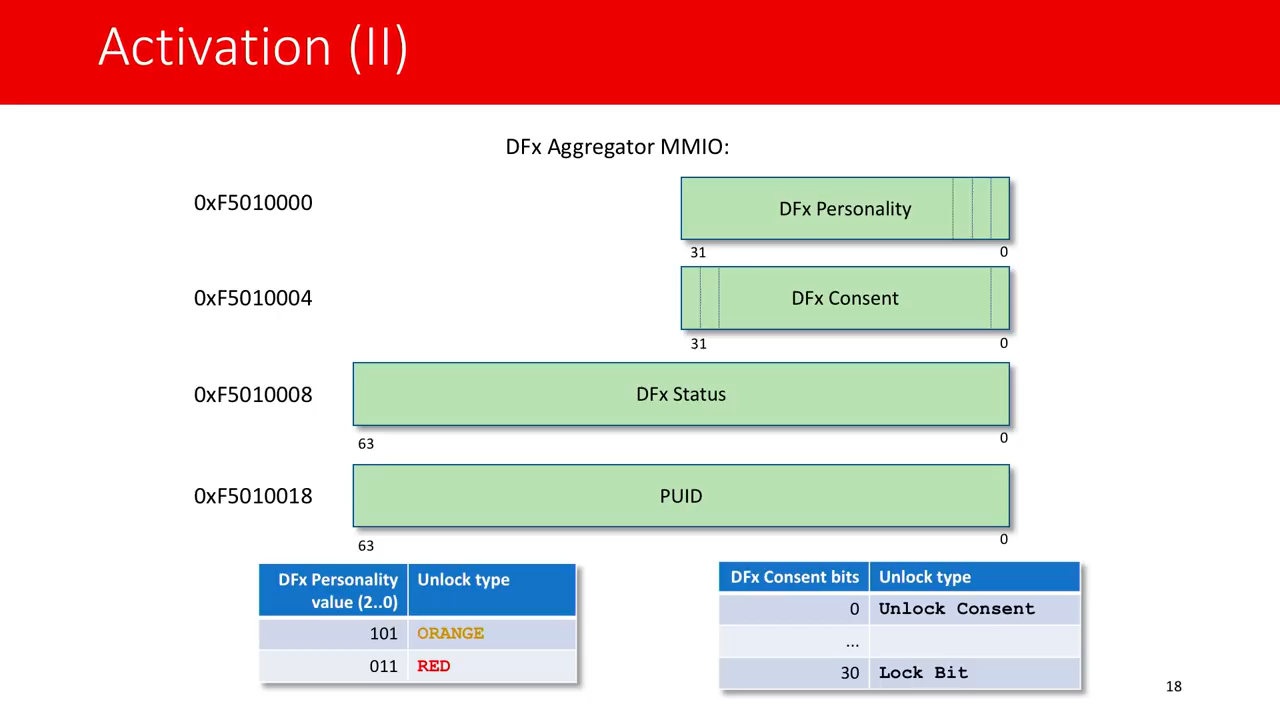 Activation (II)
DFx Aggregator MMIO:
0xF5010000
DFx Personality
31 0
0xF5010004
DFx Consent
31 0
0xF5010008
DFx Status
63 0
0xF5010018
PUID
63 0
DFx Personality value (2..0) Unlock type
101 ORANGE
011 RED
DFx Consent bits Unlock type
0 Unlock Consent
...
30 Lock Bit
18